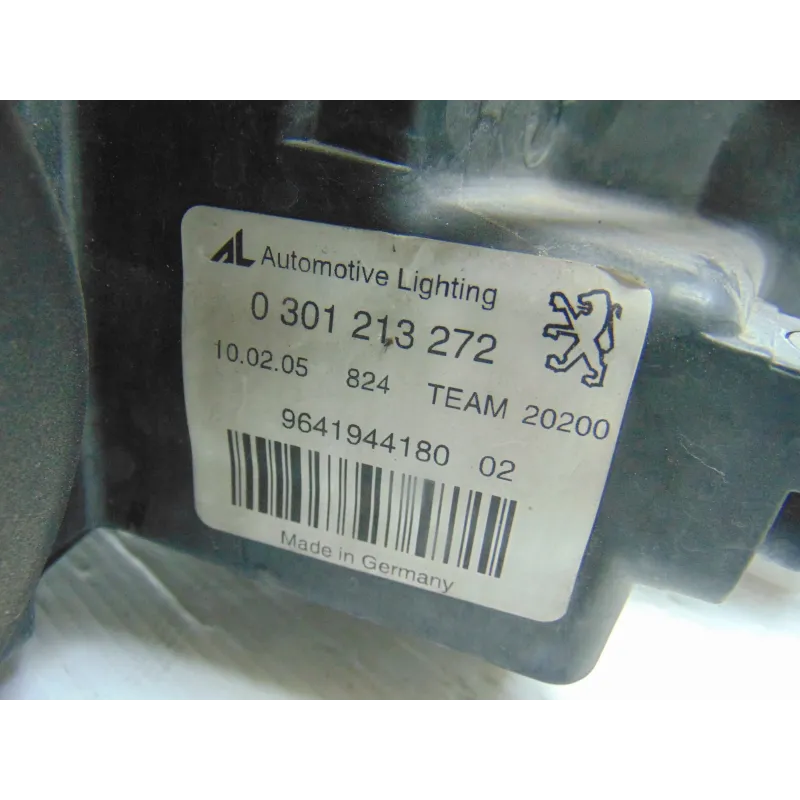 AL Automotive Lighting
0 301 213 272
10.02.05 824 TEAM 20200
9641944180 02
Made in Germany